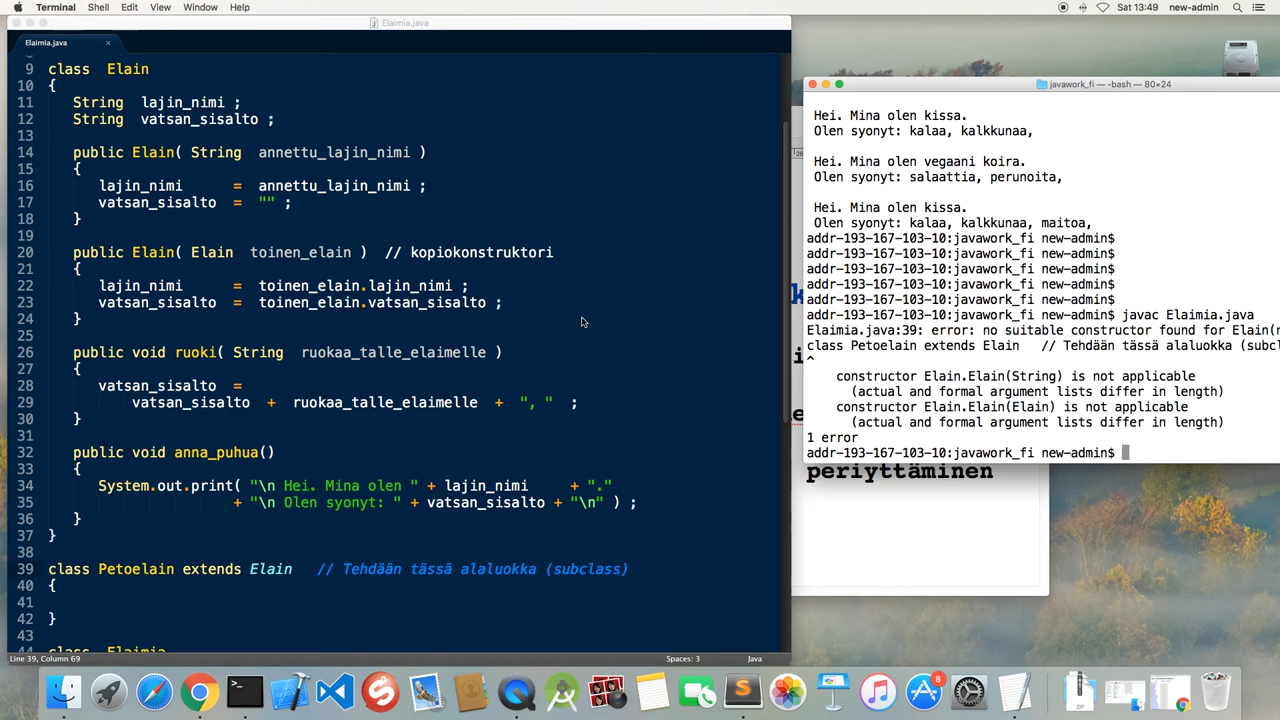 Terminal Shell Edit View Window Help
Sat 13:49 new-admin
Elaimia.java
Elaimia.java ×
9 class Elain
10 {
11 String lajin_nimi ;
12 String vatsan_sisalto ;
13
14 public Elain( String annettu_lajin_nimi )
15 {
16 lajin_nimi = annettu_lajin_nimi ;
17 vatsan_sisalto = "" ;
18 }
19
20 public Elain( Elain toinen_elain ) // kopiokonstruktori
21 {
22 lajin_nimi = toinen_elain.lajin_nimi ;
23 vatsan_sisalto = toinen_elain.vatsan_sisalto ;
24 }
25
26 public void ruoki( String ruokaa_talle_elaimelle )
27 {
28 vatsan_sisalto =
29 vatsan_sisalto + ruokaa_talle_elaimelle + ", " ;
30 }
31
32 public void anna_puhua()
33 {
34 System.out.print( "\n Hei. Mina olen " + lajin_nimi + "."
35 + "\n Olen syonyt: " + vatsan_sisalto + "\n" ) ;
36 }
37 }
38
39 class Petoelain extends Elain // Tehdään tässä alaluokka (subclass)
40 {
41
42 }
43
44 class Elaimia
Line 39, Column 69
Spaces: 3 Java
javawork_fi — -bash — 80×24
Hei. Mina olen kissa.
Olen syonyt: kalaa, kalkkunaa,
Hei. Mina olen vegaani koira.
Olen syonyt: salaattia, perunoita,
Hei. Mina olen kissa.
Olen syonyt: kalaa, kalkkunaa, maitoa,
addr-193-167-103-10:javawork_fi new-admin$
addr-193-167-103-10:javawork_fi new-admin$
addr-193-167-103-10:javawork_fi new-admin$
addr-193-167-103-10:javawork_fi new-admin$
addr-193-167-103-10:javawork_fi new-admin$
addr-193-167-103-10:javawork_fi new-admin$ javac Elaimia.java
Elaimia.java:39: error: no suitable constructor found for Elain(
class Petoelain extends Elain // Tehdään tässä alaluokka (subc
^
constructor Elain.Elain(String) is not applicable
(actual and formal argument lists differ in length)
constructor Elain.Elain(Elain) is not applicable
(actual and formal argument lists differ in length)
1 error
addr-193-167-103-10:javawork_fi new-admin$
periyttäminen
8
ZIP